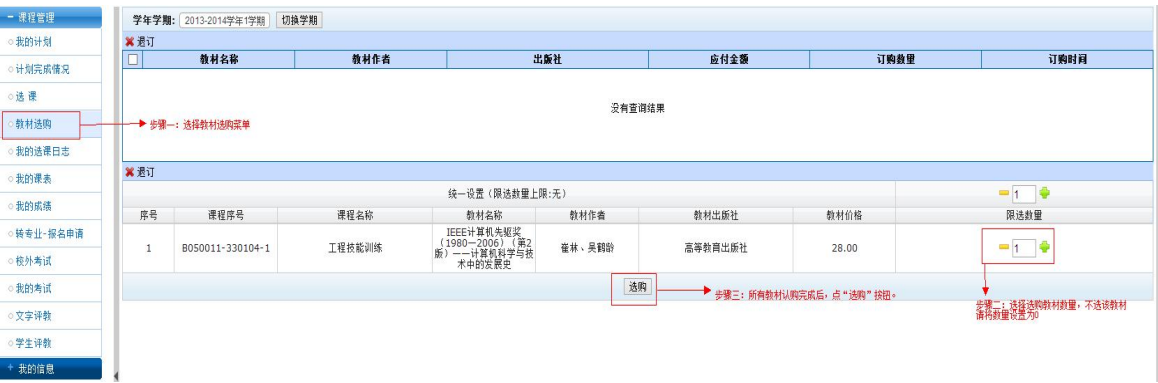 课程管理
我的计划
计划完成情况
选 课
教材选购
我的选课日志
我的课表
我的成绩
转专业-报名申请
校外考试
我的考试
文字评教
学生评教
我的信息
学年学期: 2013-2014学年1学期 切换学期
退订
教材名称 教材作者 出版社 应付金额 订购数量 订购时间
没有查询结果
步骤一: 选择教材选购菜单
退订
统一设置（限选数量上限:无） 1
序号 课程序号 课程名称 教材名称 教材作者 教材出版社 教材价格 限选数量
1 B050011-330104-1 工程技能训练 IEEE计算机先驱奖
（1980—2006）（第2
版）——计算机科学与技
术中的发展史 崔林、吴鹤龄 高等教育出版社 28.00 1
选购
步骤三: 所有教材认购完成后, 点“选购”按钮。
步骤二: 选择选购教材数量, 不选该教材
请将数量设置为0